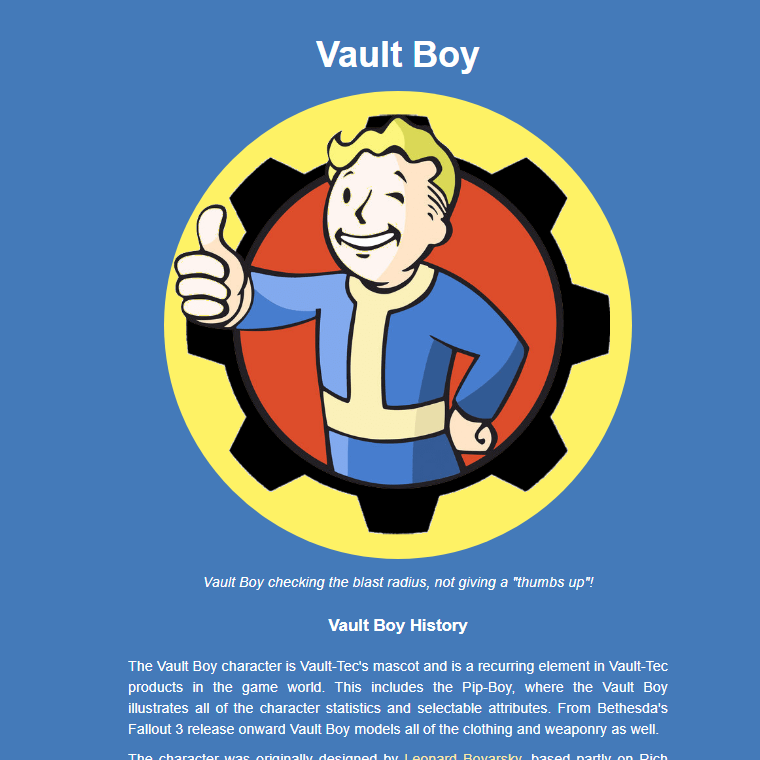 Vault Boy
Vault Boy checking the blast radius, not giving a "thumbs up"!
Vault Boy History
The Vault Boy character is Vault-Tec's mascot and is a recurring element in Vault-Tec
products in the game world. This includes the Pip-Boy, where the Vault Boy
illustrates all of the character statistics and selectable attributes. From Bethesda's
Fallout 3 release onward Vault Boy models all of the clothing and weaponry as well.
The character was originally designed by Leonard Boyarsky, based partly on Rich